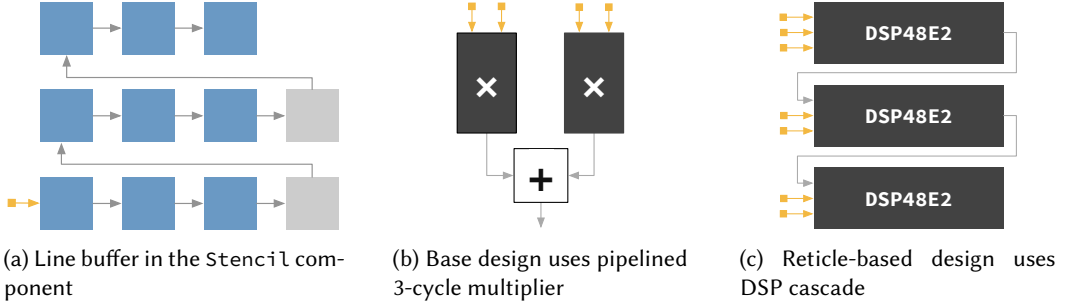 ×
×
+
DSP48E2
DSP48E2
DSP48E2
(a) Line buffer in the Stencil com-
ponent
(b) Base design uses pipelined
3-cycle multiplier
(c) Reticle-based design uses
DSP cascade